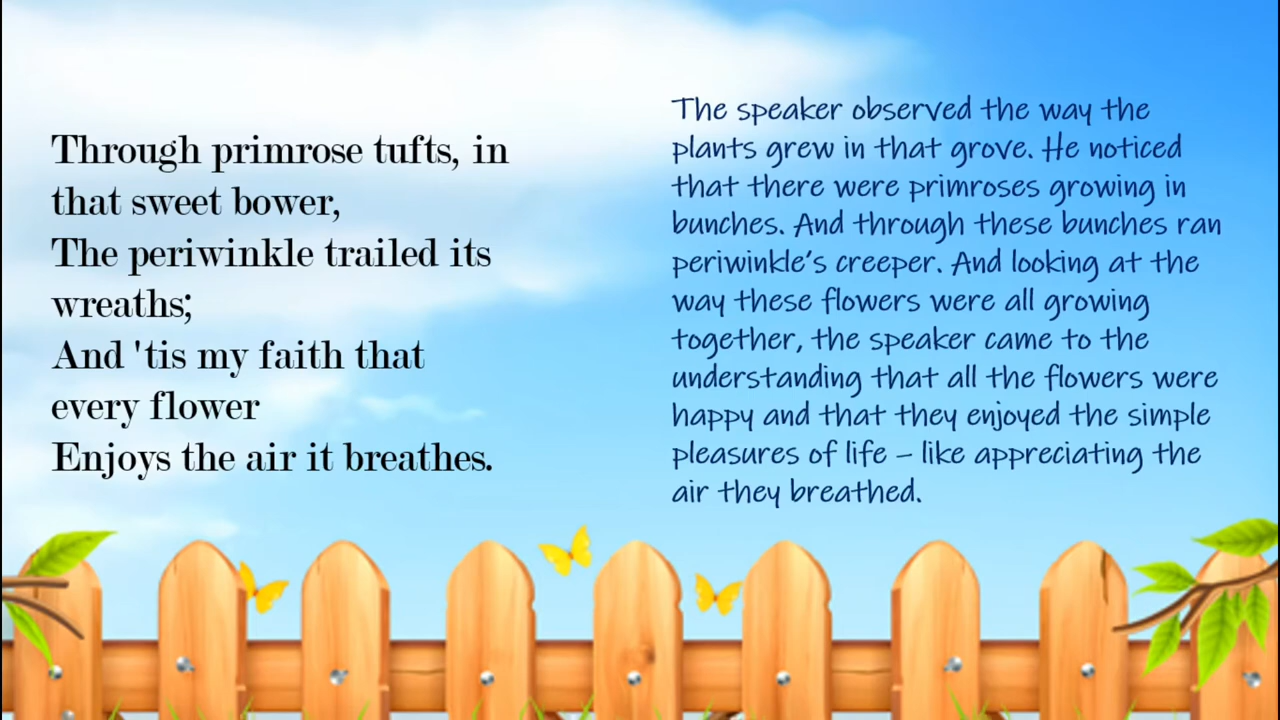 Through primrose tufts, in
that sweet bower,
The periwinkle trailed its
wreaths;
And 'tis my faith that
every flower
Enjoys the air it breathes.
The speaker observed the way the
plants grew in that grove. He noticed
that there were primroses growing in
bunches. And through these bunches ran
periwinkle's creeper. And looking at the
way these flowers were all growing
together, the speaker came to the
understanding that all the flowers were
happy and that they enjoyed the simple
pleasures of life – like appreciating the
air they breathed.